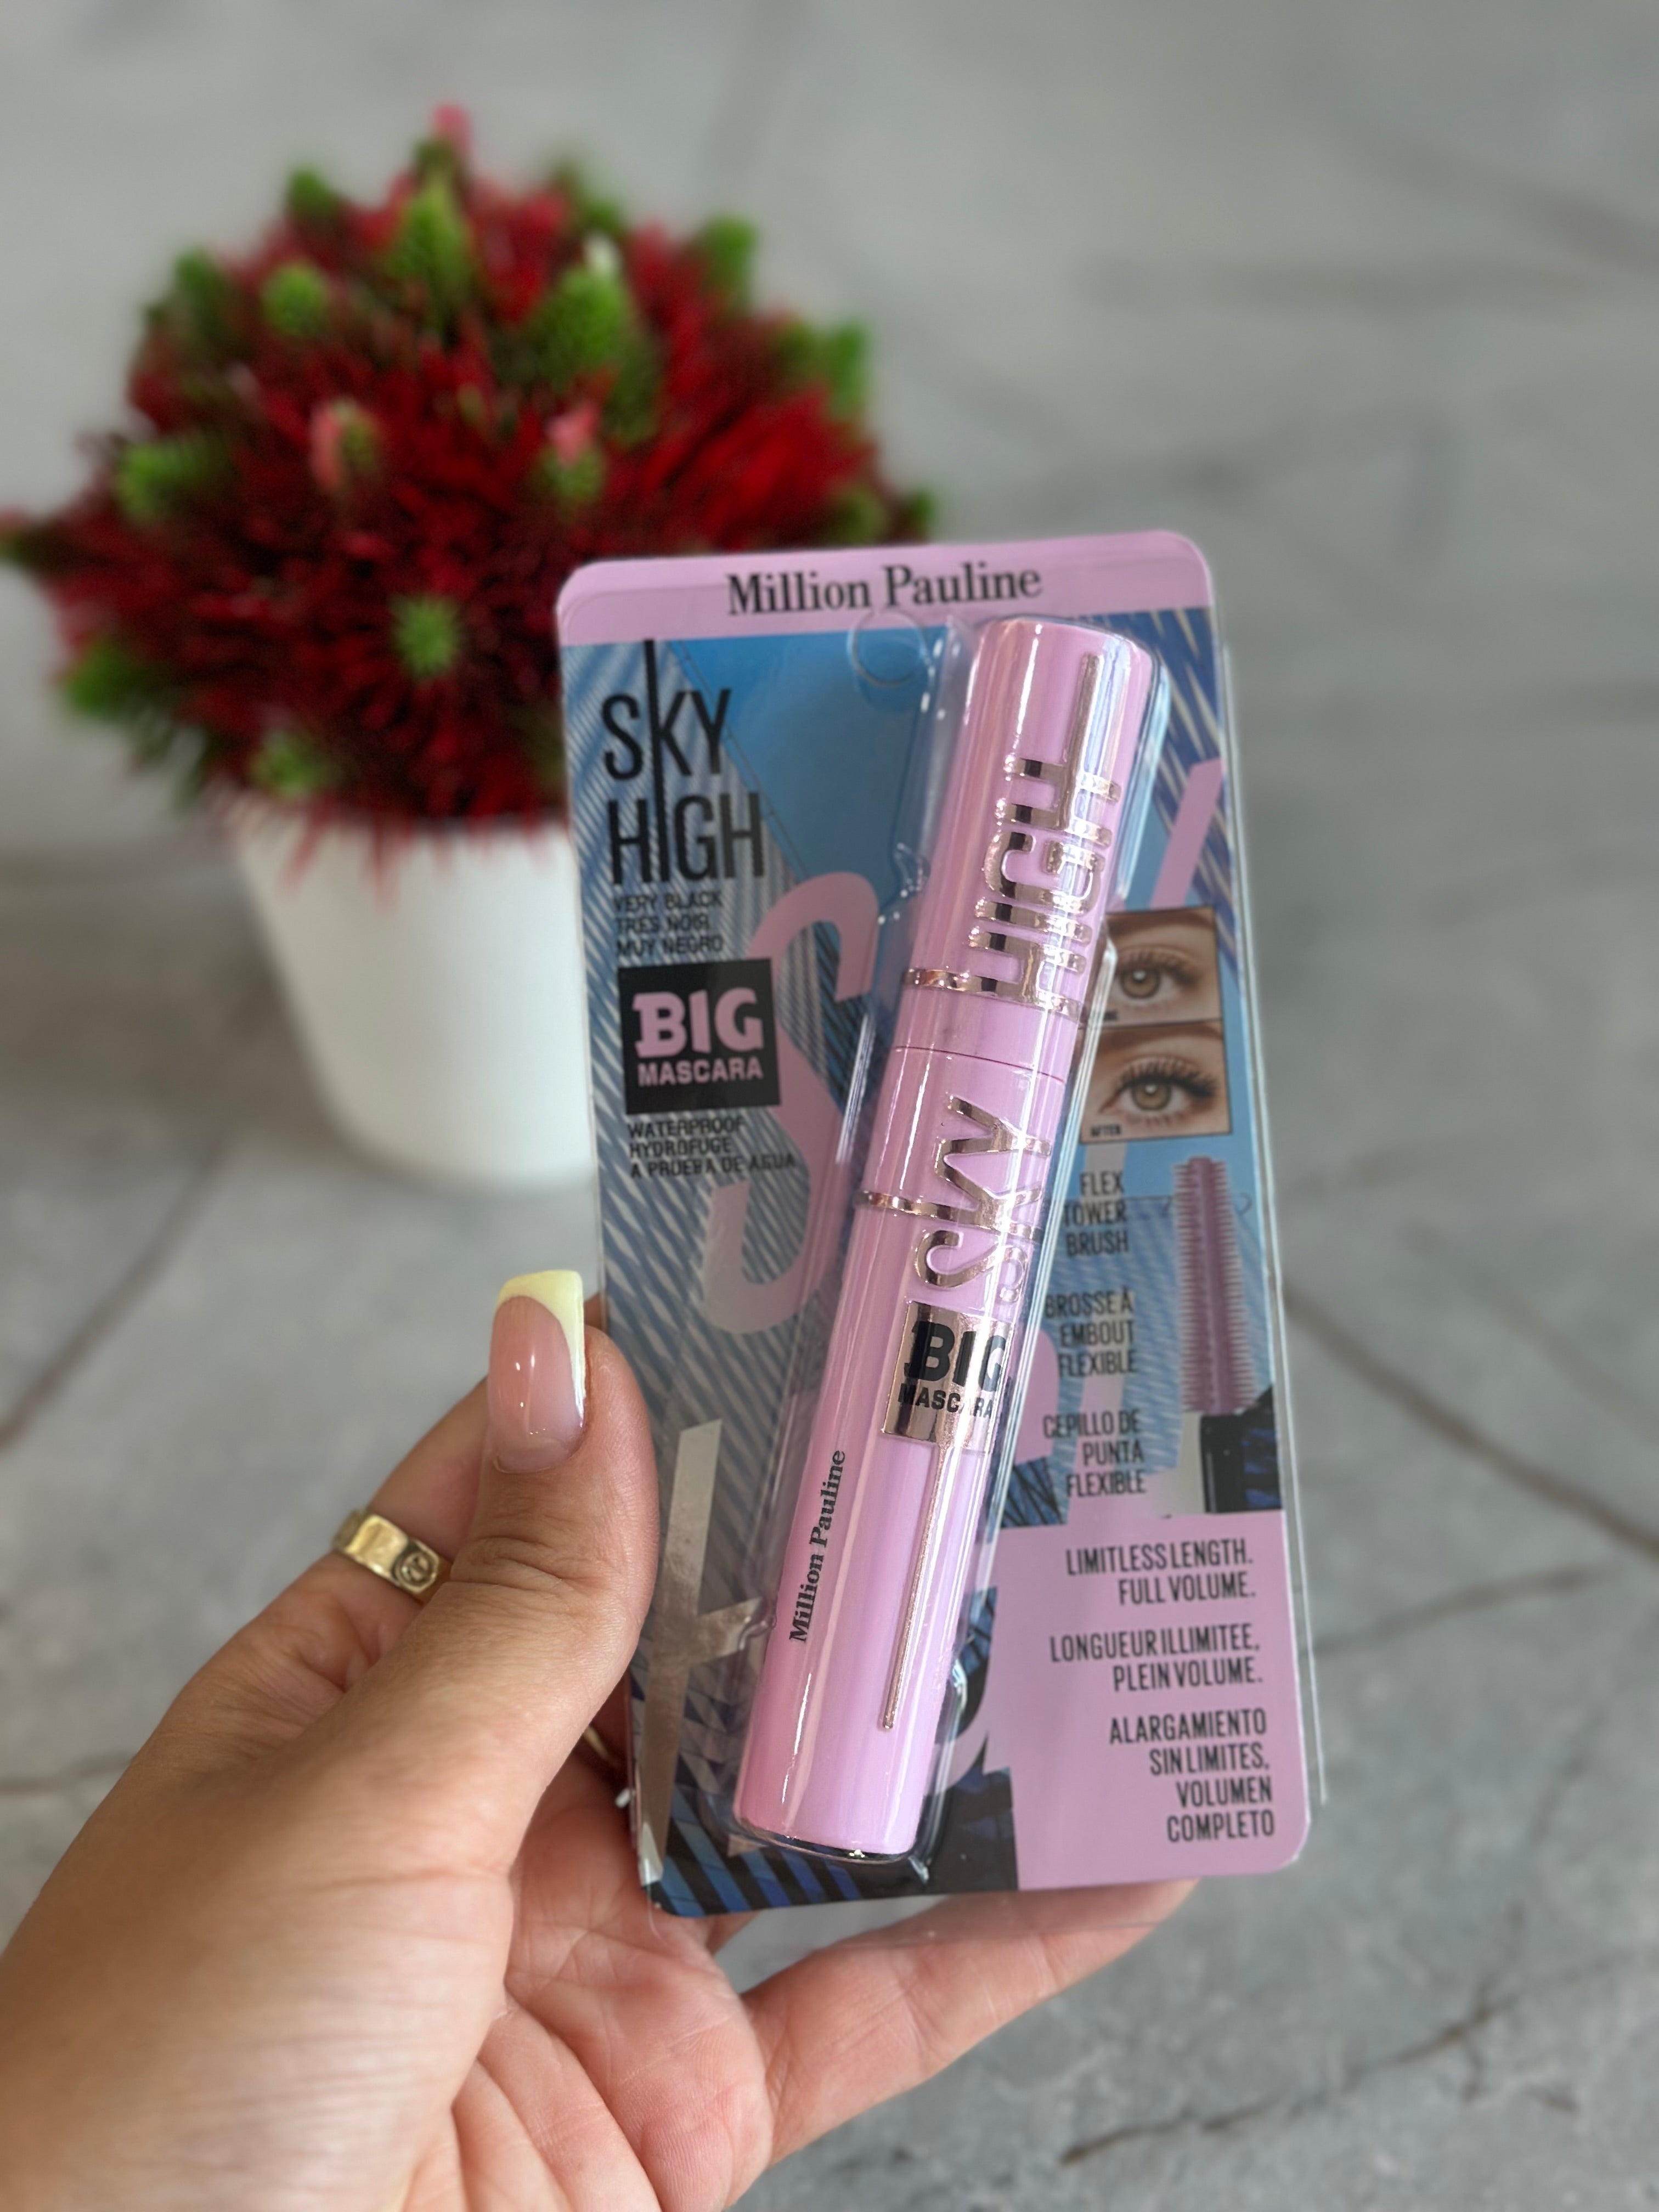 Million Pauline
SKY
HIGH
VERY BLACK
TRES NOIR
MUY NEGRO
BIG
MASCARA
WATERPROOF
HYDROFUGE
A PRUEBA DE AGUA
SKY HIGH
BIG
MASCARA
Million Pauline
AFTER
FLEX
TOWER
BRUSH
BROSSE À
EMBOUT
FLEXIBLE
CEPILLO DE
PUNTA
FLEXIBLE
LIMITLESS LENGTH.
FULL VOLUME.
LONGUEUR ILLIMITEE,
PLEIN VOLUME.
ALARGAMIENTO
SIN LIMITES,
VOLUMEN
COMPLETO